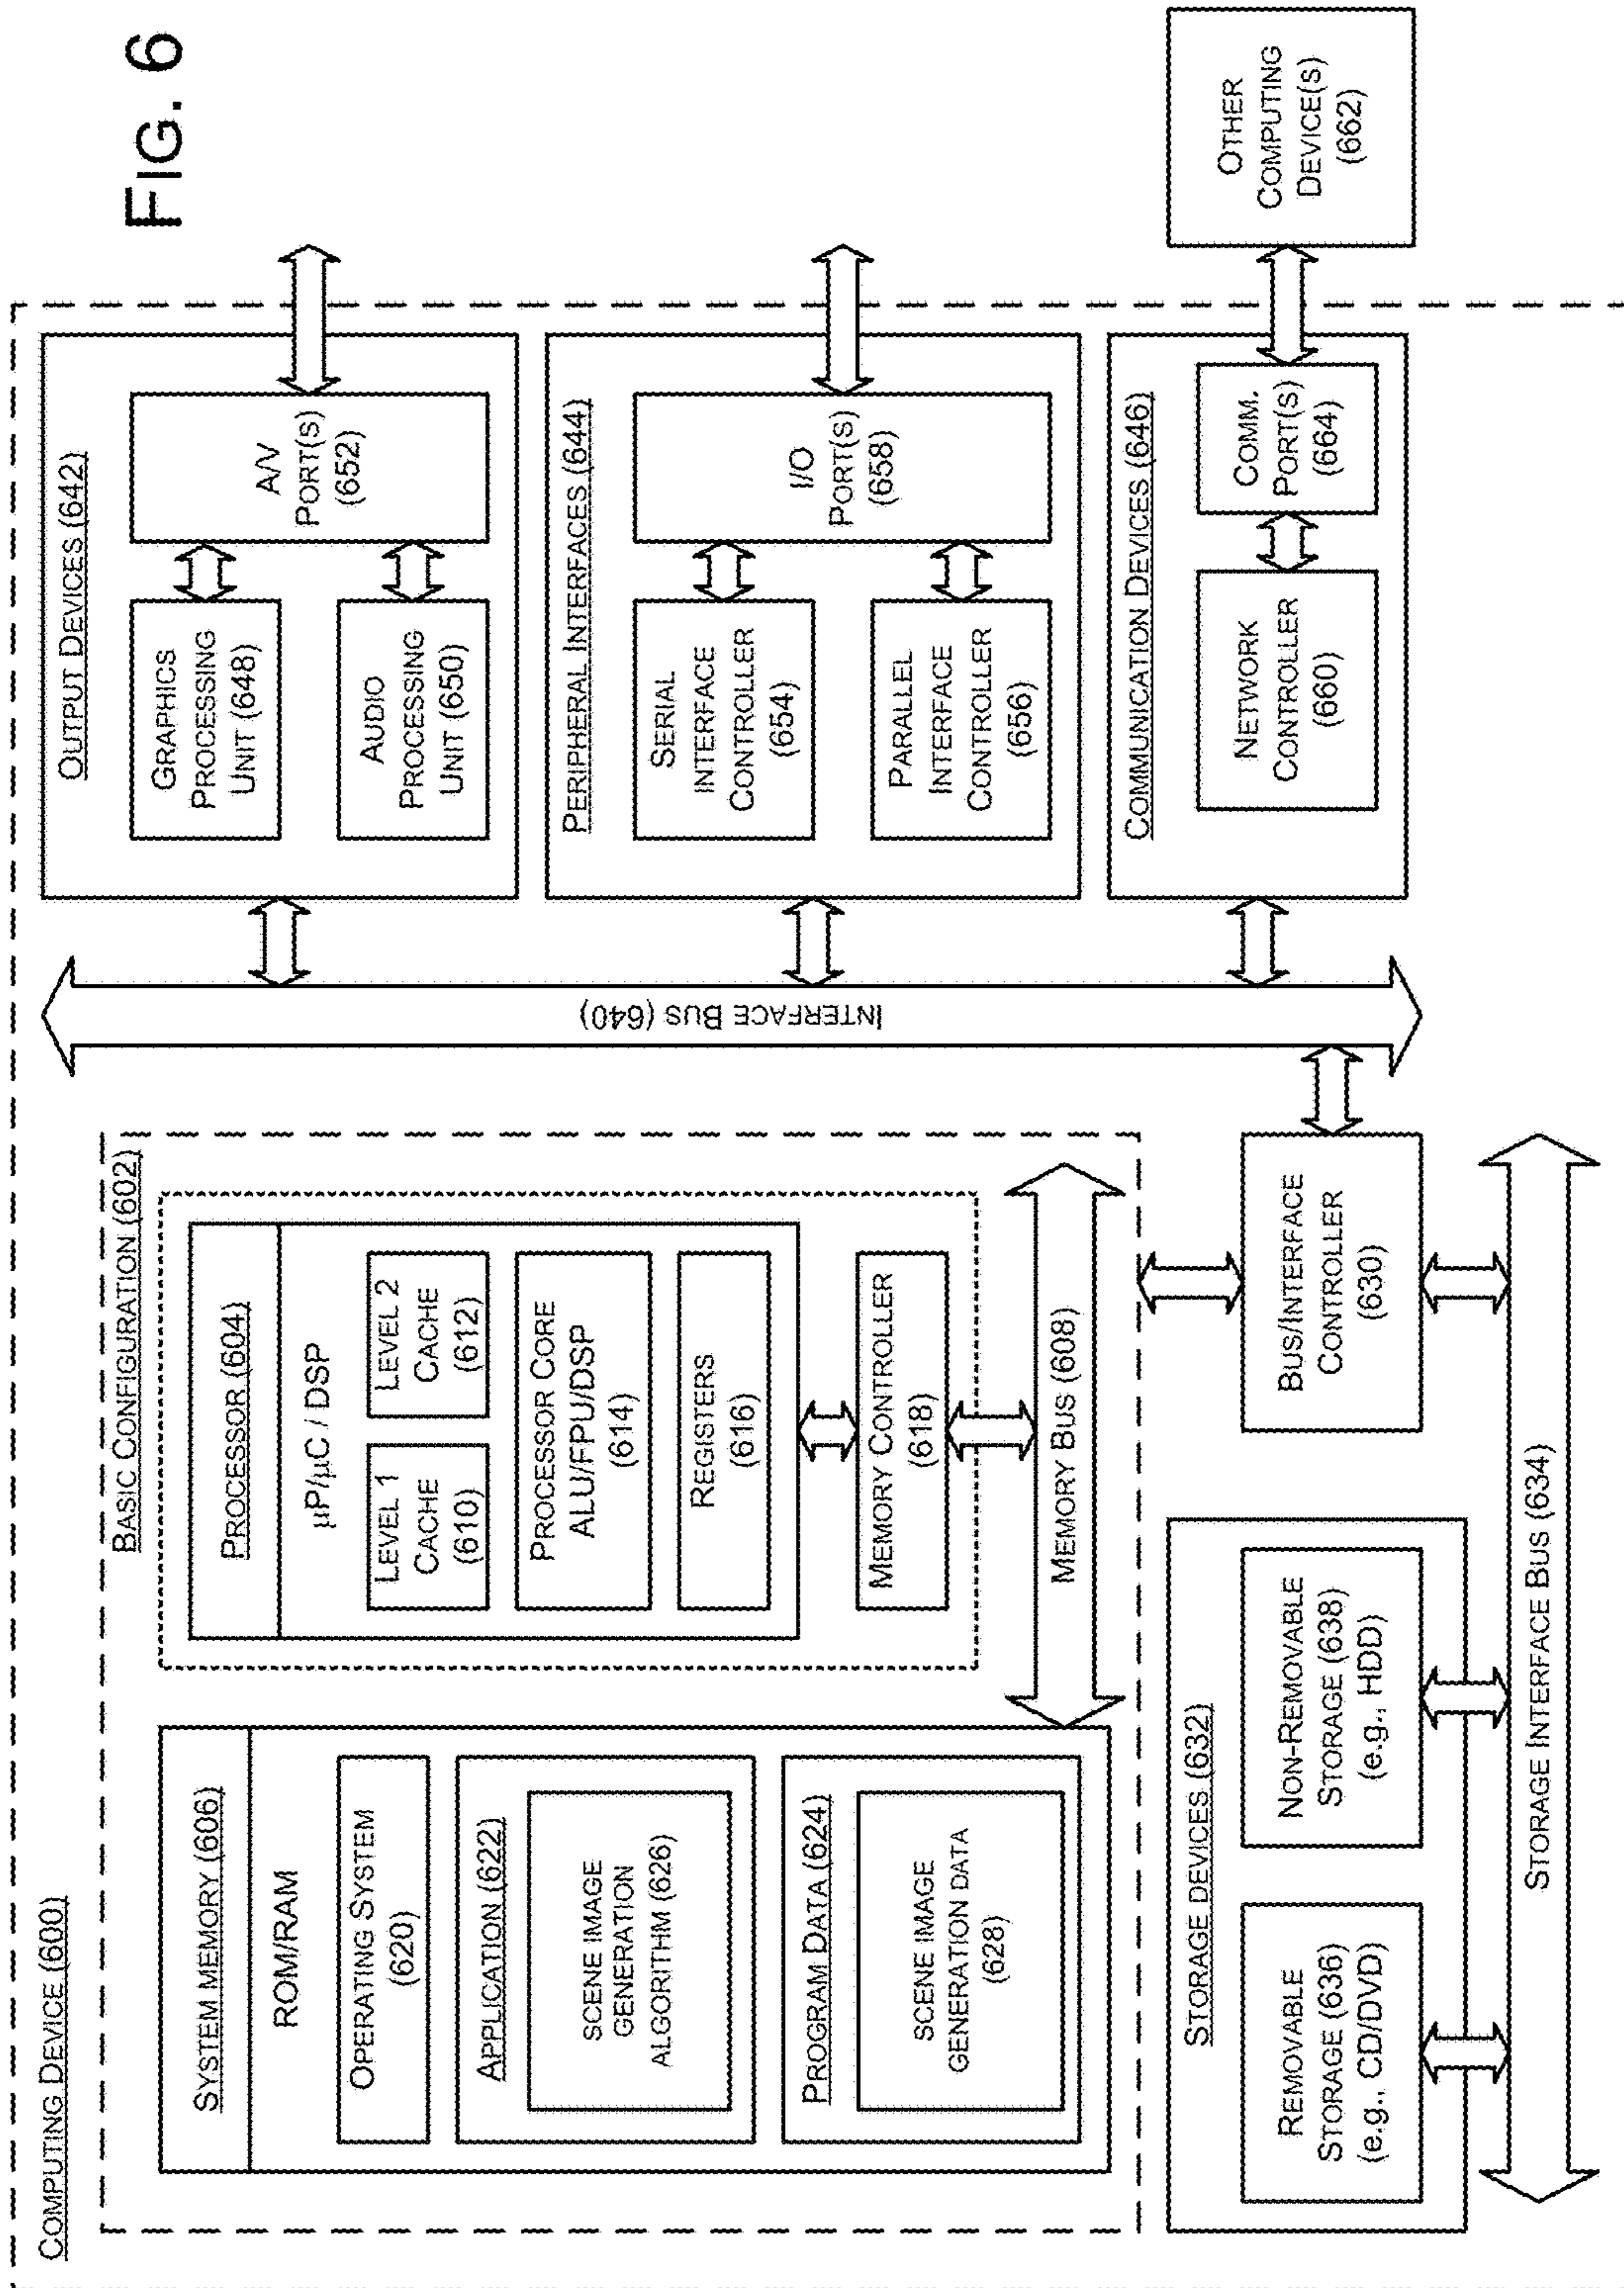 COMPUTING DEVICE (600)
BASIC CONFIGURATION (602)
SYSTEM MEMORY (606)
ROM/RAM
OPERATING SYSTEM
(620)
APPLICATION (622)
SCENE IMAGE
GENERATION
ALGORITHM (626)
PROGRAM DATA (624)
SCENE IMAGE
GENERATION DATA
(628)
PROCESSOR (604)
µP/µC / DSP
LEVEL 1
CACHE
(610)
LEVEL 2
CACHE
(612)
PROCESSOR CORE
ALU/FPU/DSP
(614)
REGISTERS
(616)
MEMORY CONTROLLER
(618)
MEMORY BUS (608)
STORAGE DEVICES (632)
REMOVABLE
STORAGE (636)
(e.g., CD/DVD)
NON-REMOVABLE
STORAGE (638)
(e.g., HDD)
BUS/INTERFACE
CONTROLLER
(630)
STORAGE INTERFACE BUS (634)
INTERFACE BUS (640)
OUTPUT DEVICES (642)
GRAPHICS
PROCESSING
UNIT (648)
AUDIO
PROCESSING
UNIT (650)
A/V
PORT(S)
(652)
PERIPHERAL INTERFACES (644)
SERIAL
INTERFACE
CONTROLLER
(654)
PARALLEL
INTERFACE
CONTROLLER
(656)
I/O
PORT(S)
(658)
COMMUNICATION DEVICES (646)
NETWORK
CONTROLLER
(660)
COMM.
PORT(S)
(664)
OTHER
COMPUTING
DEVICE(S)
(662)
FIG. 6